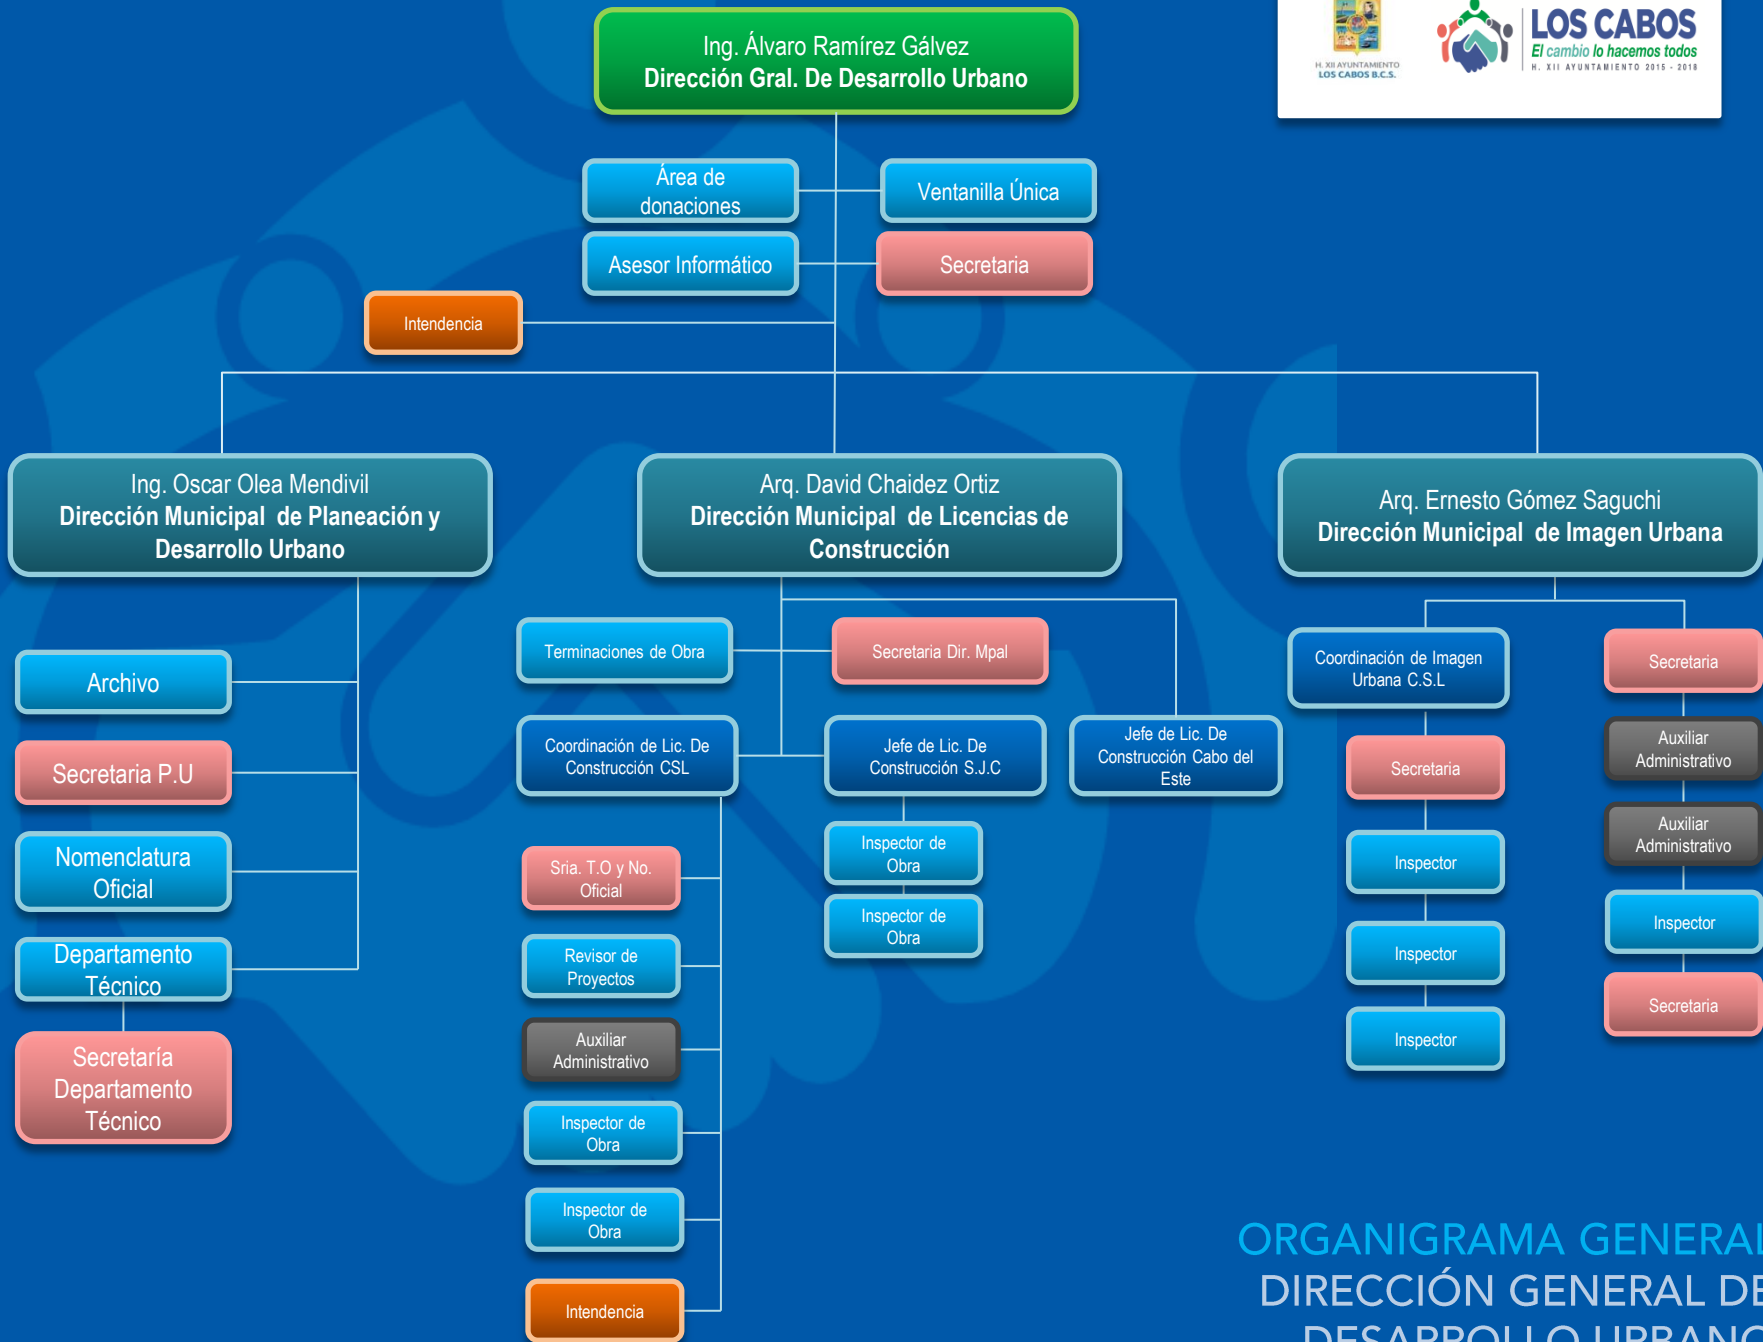 H. XII AYUNTAMIENTO
LOS CABOS B.C.S.
LOS CABOS
El cambio lo hacemos todos
H. XII AYUNTAMIENTO 2015 - 2018
Ing. Álvaro Ramírez Gálvez
Dirección Gral. De Desarrollo Urbano
Área de
donaciones
Ventanilla Única
Asesor Informático
Secretaria
Intendencia
Ing. Oscar Olea Mendivil
Dirección Municipal de Planeación y
Desarrollo Urbano
Arq. David Chaidez Ortiz
Dirección Municipal de Licencias de
Construcción
Arq. Ernesto Gómez Saguchi
Dirección Municipal de Imagen Urbana
Archivo
Secretaria P.U
Nomenclatura
Oficial
Departamento
Técnico
Secretaría
Departamento
Técnico
Terminaciones de Obra
Secretaria Dir. Mpal
Coordinación de Lic. De
Construcción CSL
Jefe de Lic. De
Construcción S.J.C
Jefe de Lic. De
Construcción Cabo del
Este
Sria. T.O y No.
Oficial
Revisor de
Proyectos
Auxiliar
Administrativo
Inspector de
Obra
Inspector de
Obra
Intendencia
Inspector de
Obra
Inspector de
Obra
Coordinación de Imagen
Urbana C.S.L
Secretaria
Inspector
Inspector
Inspector
Secretaria
Auxiliar
Administrativo
Auxiliar
Administrativo
Inspector
Secretaria
ORGANIGRAMA GENERAL
DIRECCIÓN GENERAL DE
DESARROLLO URBANO